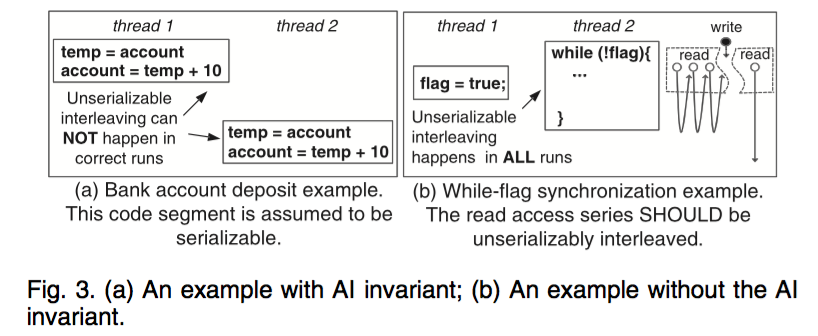 thread 1
thread 2
temp = account
account = temp + 10
Unserializable
interleaving can
NOT happen in
correct runs
temp = account
account = temp + 10
(a) Bank account deposit example.
This code segment is assumed to be
serializable.
thread 1
thread 2
write
flag = true;
while (!flag){
...
}
read
read
Unserializable
interleaving
happens in ALL runs
(b) While-flag synchronization example.
The read access series SHOULD be
unserializably interleaved.
Fig. 3. (a) An example with AI invariant; (b) An example without the AI
invariant.